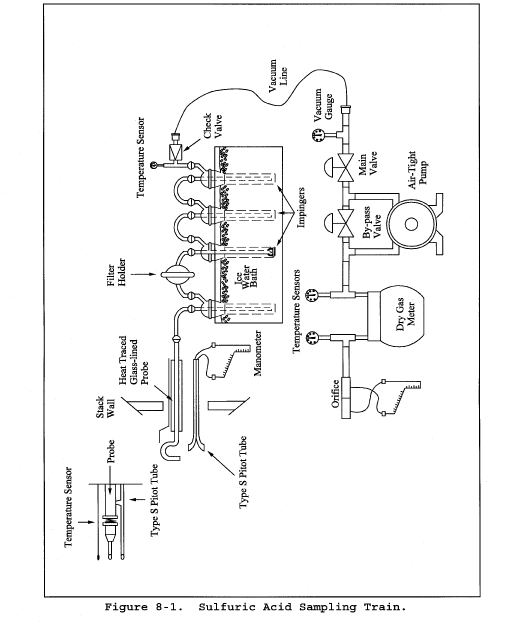 Temperature Sensor
Probe
Type S Pitot Tube
Stack
Wall
Heat Traced
Glass-lined
Probe
Type S Pitot Tube
Manometer
Filter
Holder
Ice
Water
Bath
Impingers
Temperature Sensor
Check
Valve
Vacuum
Line
Orifice
Temperature Sensors
Dry Gas
Meter
By-pass
Valve
Air-Tight
Pump
Main
Valve
Vacuum
Gauge
Figure 8-1. Sulfuric Acid Sampling Train.